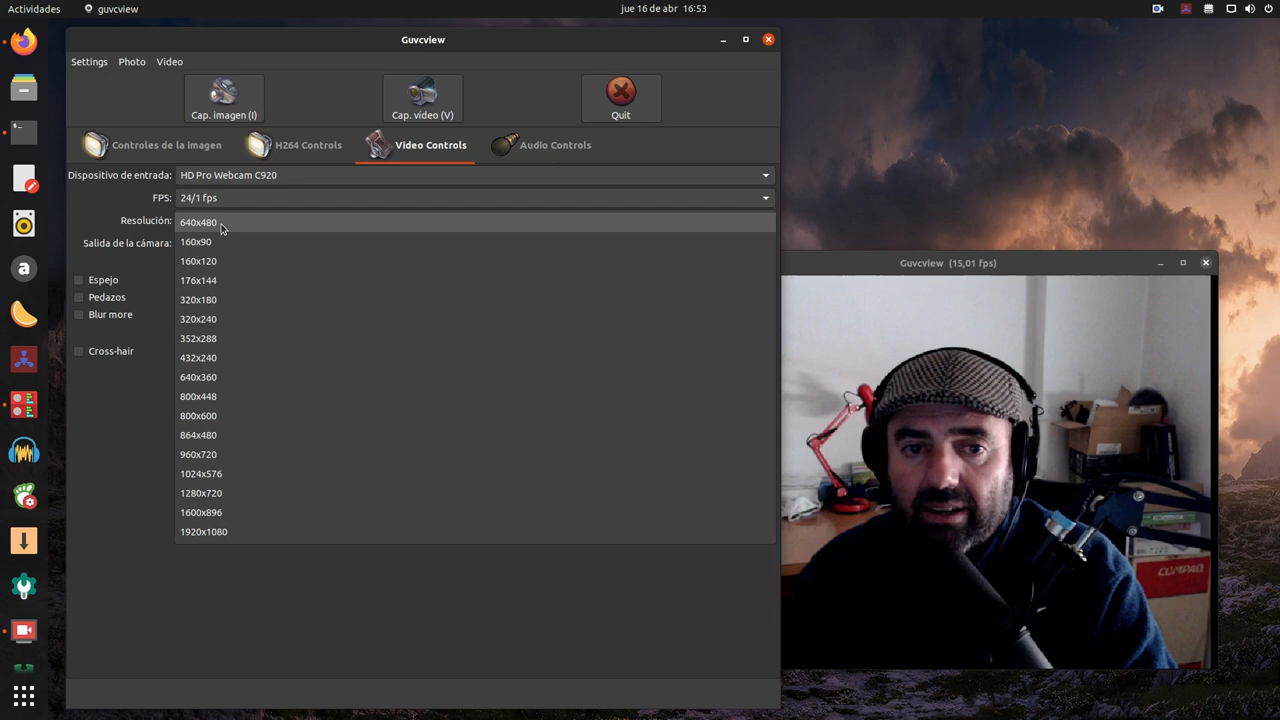 Actividades
guvcview
jue 16 de abr  16:53
Guvcview
Settings
Photo
Video
Cap. imagen (I)
Cap. vídeo (V)
Quit
Controles de la imagen
H264 Controls
Video Controls
Audio Controls
Dispositivo de entrada:
HD Pro Webcam C920
FPS:
24/1 fps
Resolución:
640x480
Salida de la cámara:
160x90
160x120
176x144
320x180
320x240
352x288
432x240
640x360
800x448
800x600
864x480
960x720
1024x576
1280x720
1600x896
1920x1080
Espejo
Pedazos
Blur more
Cross-hair
Guvcview  (15,01 fps)
COMPAQ